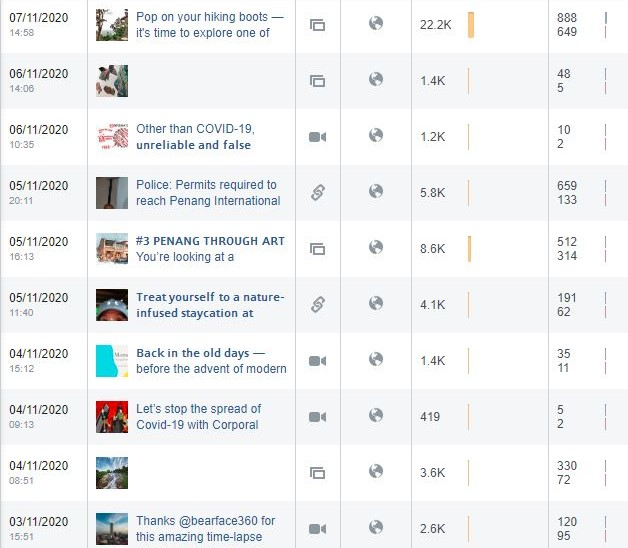 07/11/2020
14:58
Pop on your hiking boots —
it's time to explore one of
22.2K
888
649
06/11/2020
14:06
1.4K
48
5
06/11/2020
10:35
Other than COVID-19,
unreliable and false
1.2K
10
2
05/11/2020
20:11
Police: Permits required to
reach Penang International
5.8K
659
133
05/11/2020
16:13
#3 PENANG THROUGH ART
You're looking at a
8.6K
512
314
05/11/2020
11:40
Treat yourself to a nature-
infused staycation at
4.1K
191
62
04/11/2020
15:12
Back in the old days —
before the advent of modern
1.4K
35
11
04/11/2020
09:13
Let's stop the spread of
Covid-19 with Corporal
419
5
2
04/11/2020
08:51
3.6K
330
72
03/11/2020
15:51
Thanks @bearface360 for
this amazing time-lapse
2.6K
120
95